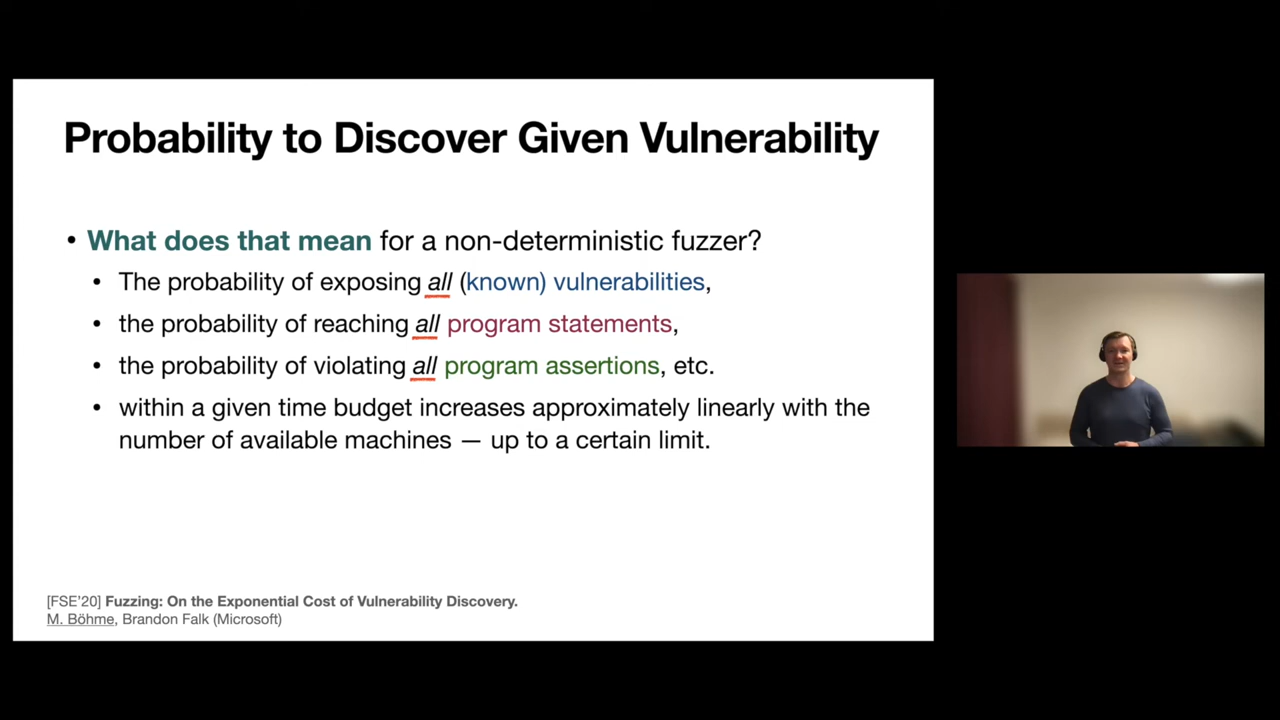 Probability to Discover Given Vulnerability
• What does that mean for a non-deterministic fuzzer?
• The probability of exposing all (known) vulnerabilities,
• the probability of reaching all program statements,
• the probability of violating all program assertions, etc.
• within a given time budget increases approximately linearly with the
number of available machines — up to a certain limit.
[FSE'20] Fuzzing: On the Exponential Cost of Vulnerability Discovery.
M. Böhme, Brandon Falk (Microsoft)